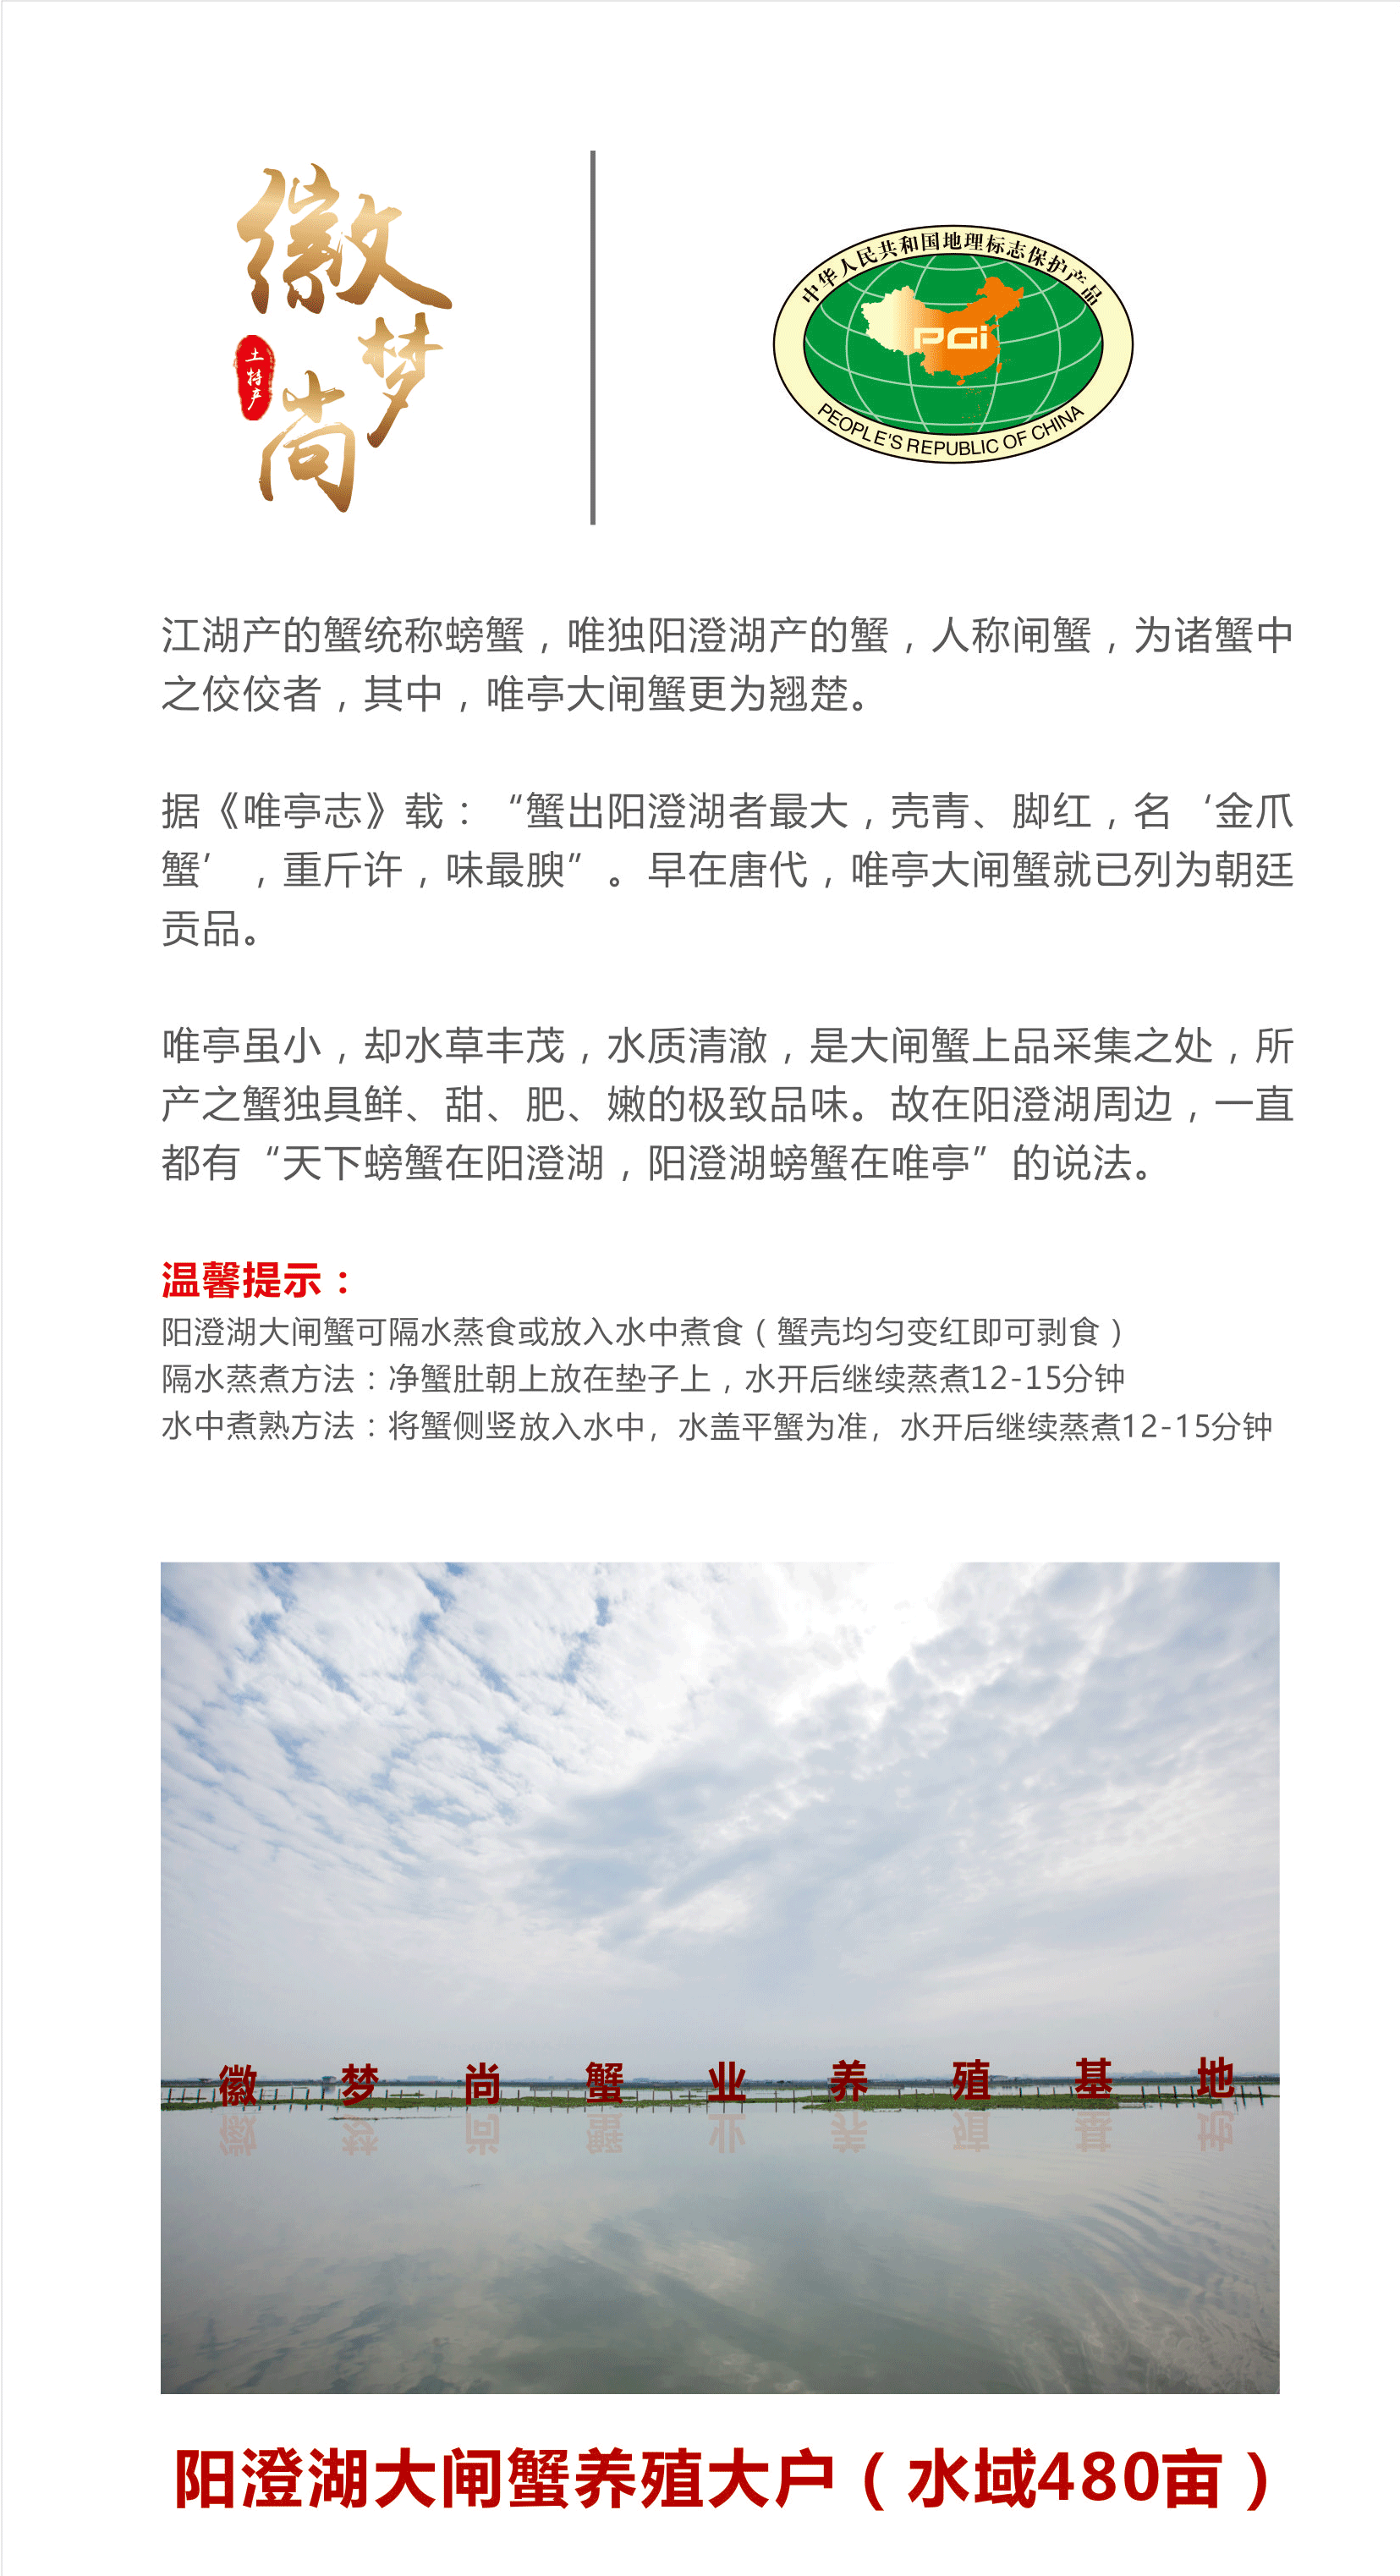 徽梦尚
土特产
中华人民共和国地理标志保护产品
PGi
PEOPLE'S REPUBLIC OF CHINA
江湖产的蟹统称螃蟹，唯独阳澄湖产的蟹，人称闸蟹，为诸蟹中
之佼佼者，其中，唯亭大闸蟹更为翘楚。
据《唯亭志》载：“蟹出阳澄湖者最大，壳青、脚红，名‘金爪
蟹’，重斤许，味最腴”。早在唐代，唯亭大闸蟹就已列为朝廷
贡品。
唯亭虽小，却水草丰茂，水质清澈，是大闸蟹上品采集之处，所
产之蟹独具鲜、甜、肥、嫩的极致品味。故在阳澄湖周边，一直
都有“天下螃蟹在阳澄湖，阳澄湖螃蟹在唯亭”的说法。
温馨提示：
阳澄湖大闸蟹可隔水蒸食或放入水中煮食（蟹壳均匀变红即可剥食）
隔水蒸煮方法：净蟹肚朝上放在垫子上，水开后继续蒸煮12-15分钟
水中煮熟方法：将蟹侧竖放入水中，水盖平蟹为准，水开后继续蒸煮12-15分钟
徽梦尚蟹业养殖基地
阳澄湖大闸蟹养殖大户（水域480亩）